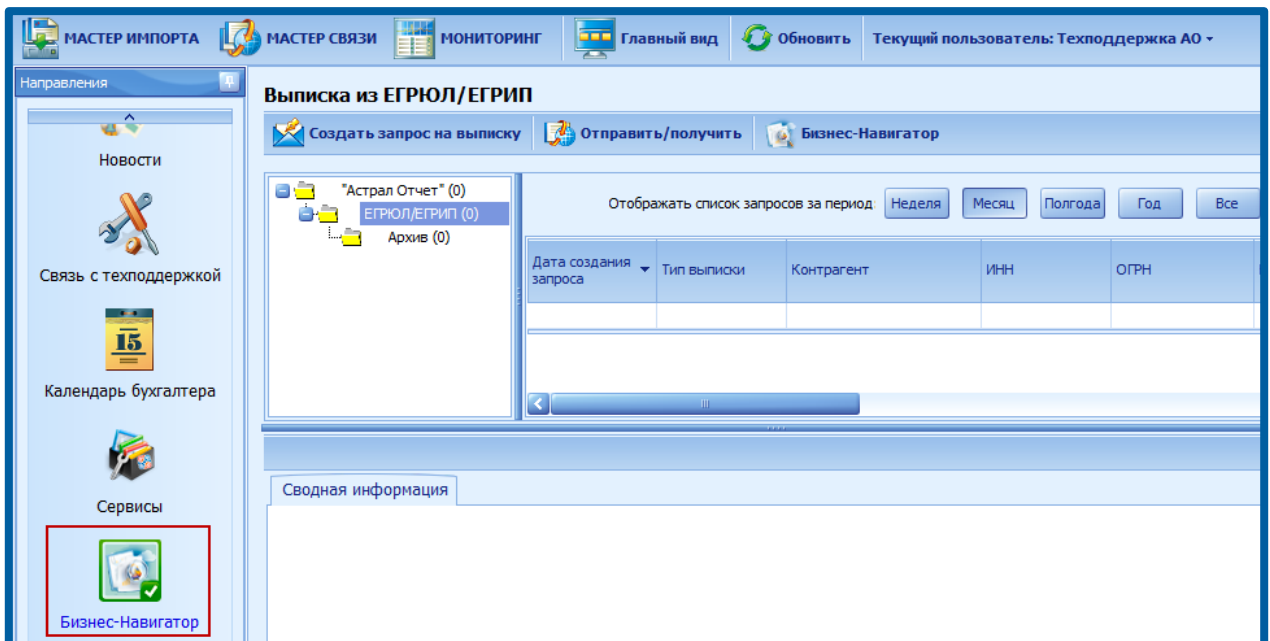 МАСТЕР ИМПОРТА МАСТЕР СВЯЗИ МОНИТОРИНГ Главный вид Обновить Текущий пользователь: Техподдержка АО
Направления
Новости
Связь с техподдержкой
15
Календарь бухгалтера
Сервисы
Бизнес-Навигатор
Выписка из ЕГРЮЛ/ЕГРИП
Создать запрос на выписку Отправить/получить Бизнес-Навигатор
"Астрал Отчет" (0)
ЕГРЮЛ/ЕГРИП (0)
Архив (0)
Отображать список запросов за период: Неделя Месяц Полгода Год Все
Дата создания запроса Тип выписки Контрагент ИНН ОГРН
Сводная информация